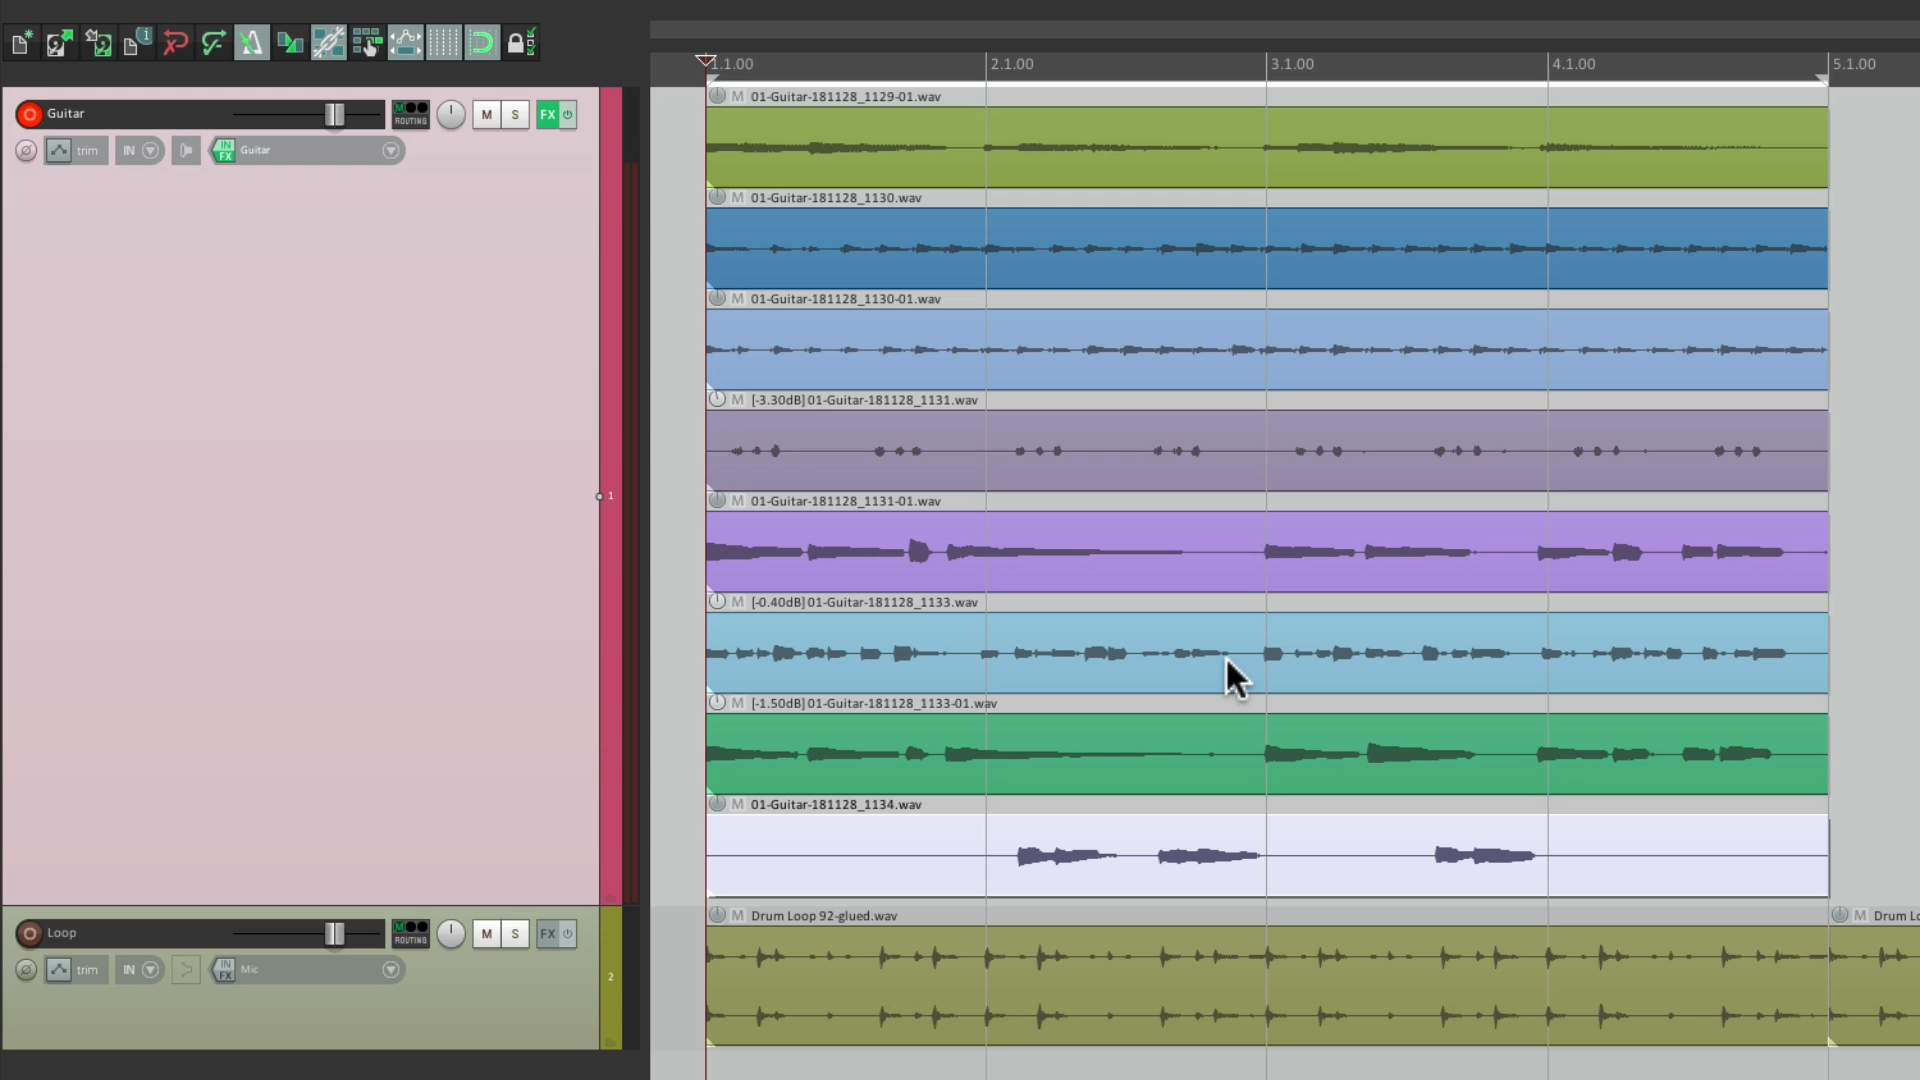 1.1.00 2.1.00 3.1.00 4.1.00 5.1.00
Guitar ROUTING M S FX
trim IN IN FX Guitar
M 01-Guitar-181128_1129-01.wav
M 01-Guitar-181128_1130.wav
M 01-Guitar-181128_1130-01.wav
M [-3.30dB] 01-Guitar-181128_1131.wav
1
M 01-Guitar-181128_1131-01.wav
M [-0.40dB] 01-Guitar-181128_1133.wav
M [-1.50dB] 01-Guitar-181128_1133-01.wav
M 01-Guitar-181128_1134.wav
M Drum Loop 92-glued.wav M Drum Lo
Loop ROUTING M S FX
trim IN IN FX Mic
2